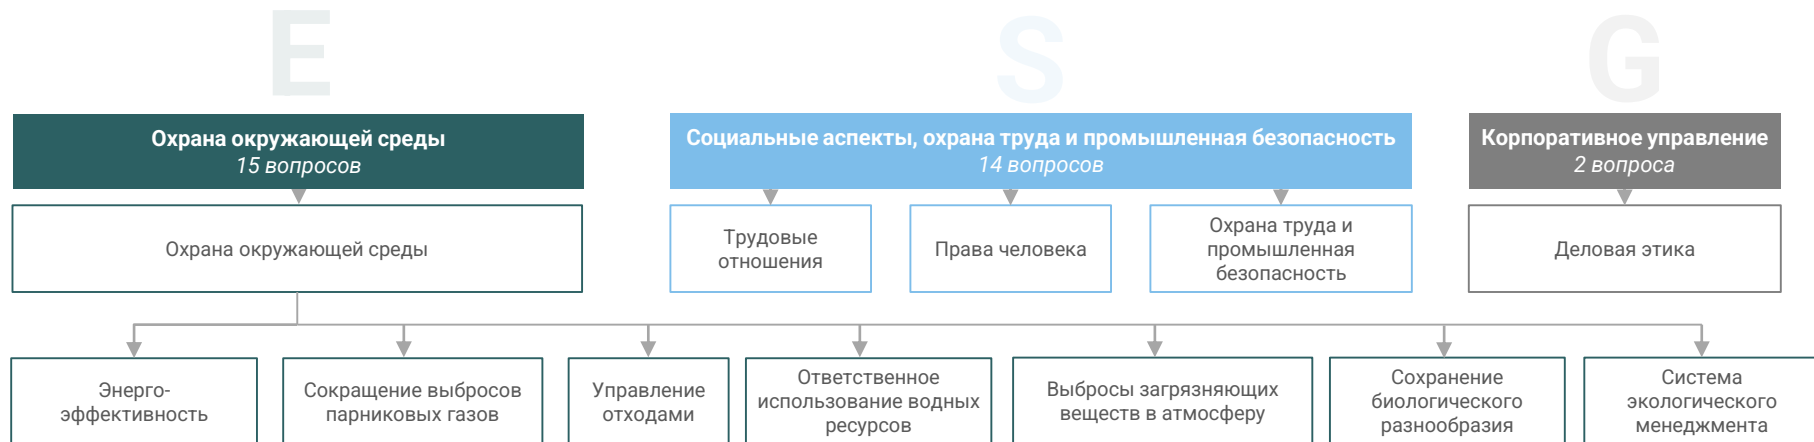 E
S
G
Охрана окружающей среды
15 вопросов
Социальные аспекты, охрана труда и промышленная безопасность
14 вопросов
Корпоративное управление
2 вопроса
Охрана окружающей среды
Трудовые
отношения
Права человека
Охрана труда и
промышленная
безопасность
Деловая этика
Энерго-
эффективность
Сокращение выбросов
парниковых газов
Управление
отходами
Ответственное
использование водных
ресурсов
Выбросы загрязняющих
веществ в атмосферу
Сохранение
биологического
разнообразия
Система
экологического
менеджмента